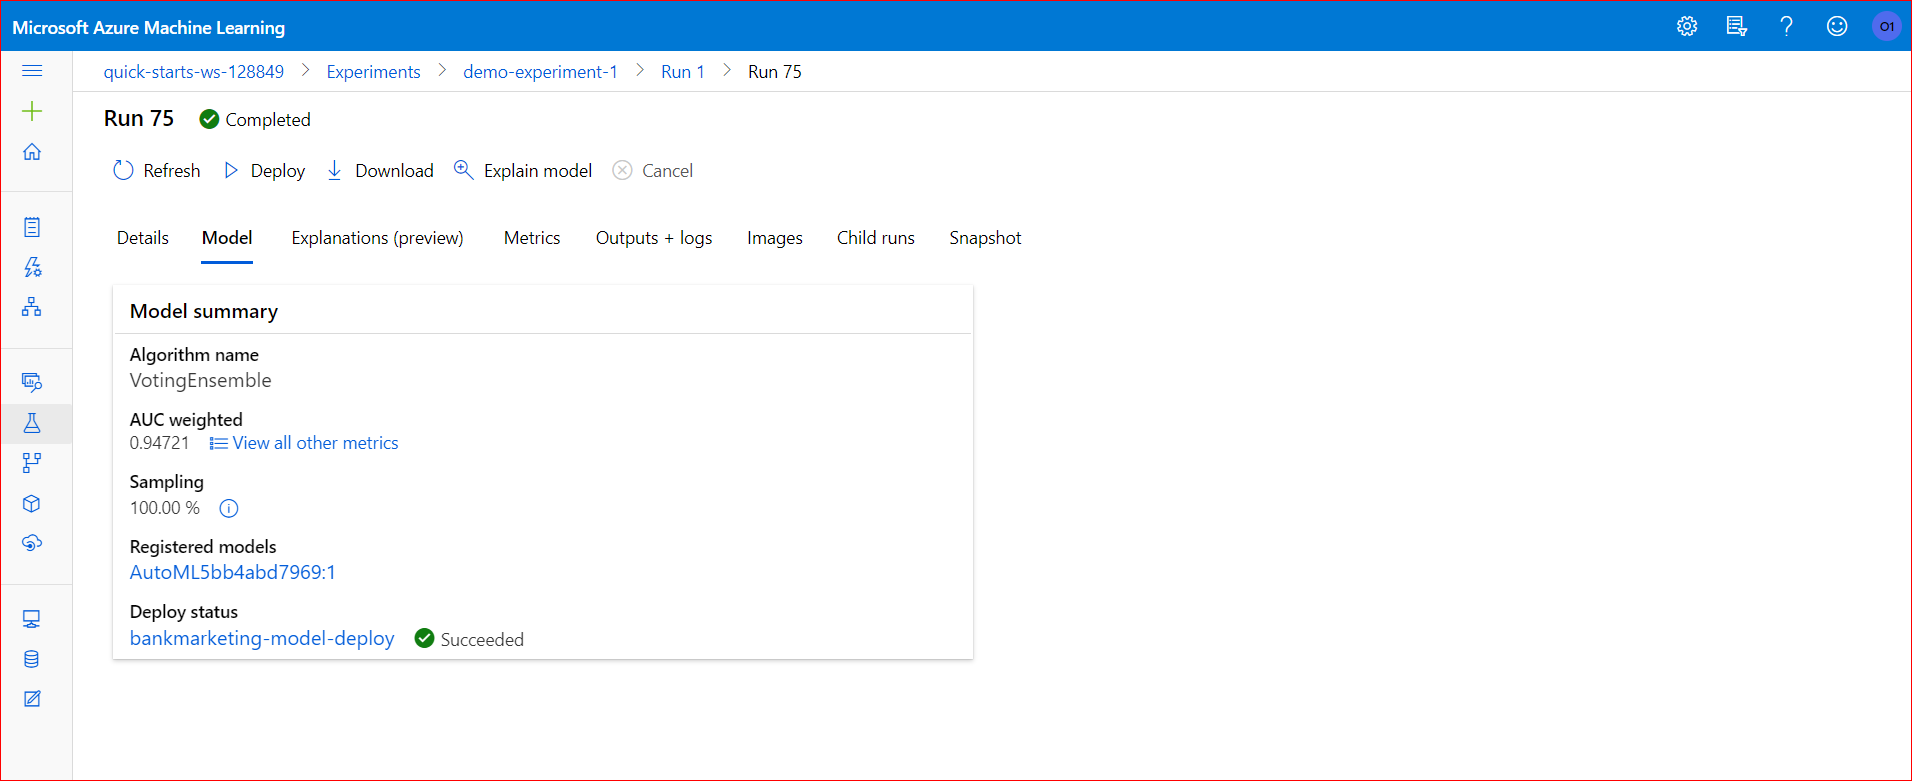 Microsoft Azure Machine Learning
O1
quick-starts-ws-128849 > Experiments > demo-experiment-1 > Run 1 > Run 75
Run 75 Completed
Refresh Deploy Download Explain model Cancel
Details Model Explanations (preview) Metrics Outputs + logs Images Child runs Snapshot
Model summary
Algorithm name
VotingEnsemble
AUC weighted
0.94721 View all other metrics
Sampling
100.00 %
Registered models
AutoML5bb4abd7969:1
Deploy status
bankmarketing-model-deploy Succeeded